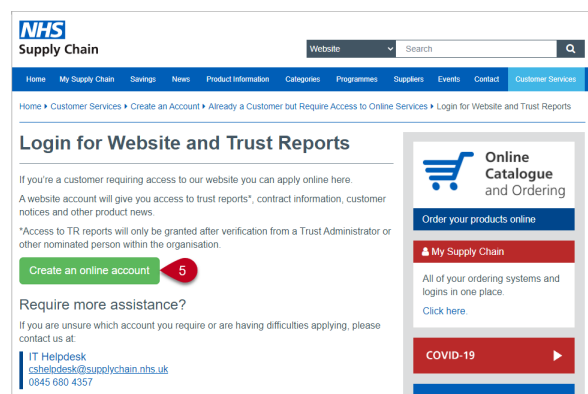 NHS
Supply Chain
Website
Search
Home My Supply Chain Savings News Product Information Categories Programmes Suppliers Events Contact Customer Services
Home Customer Services Create an Account Already a Customer but Require Access to Online Services Login for Website and Trust Reports
Login for Website and Trust Reports
If you're a customer requiring access to our website you can apply online here.
A website account will give you access to trust reports*, contract information, customer
notices and other product news.
*Access to TR reports will only be granted after verification from a Trust Administrator or
other nominated person within the organisation.
Create an online account
5
Require more assistance?
If you are unsure which account you require or are having difficulties applying, please
contact us at:
IT Helpdesk
cshelpdesk@supplychain.nhs.uk
0845 680 4357
Online
Catalogue
and Ordering
Order your products online
My Supply Chain
All of your ordering systems and
logins in one place.
Click here.
COVID-19